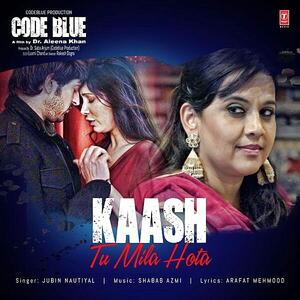 CODEBLUE PRODUCTION
CODE BLUE
a film by Dr. Aleena Khan
T-SERIES
KAASH
Tu Mila Hota
Singer: JUBIN NAUTIYAL | Music: SHABAB AZMI | Lyrics: ARAFAT MEHMOOD